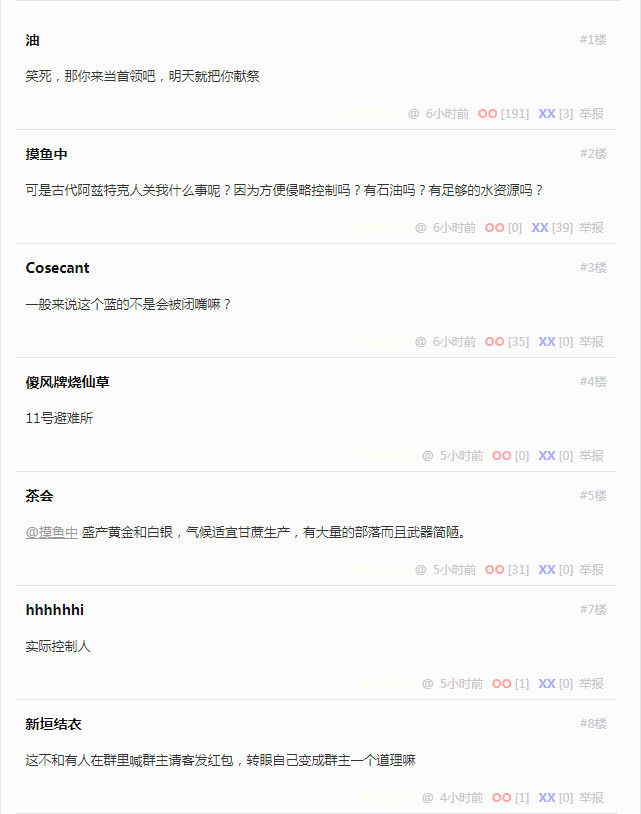 油 #1楼
笑死，那你来当首领吧，明天就把你献祭
@ 6小时前 OO [191] XX [3] 举报
摸鱼中 #2楼
可是古代阿兹特克人关我什么事呢？因为方便侵略控制吗？有石油吗？有足够的水资源吗？
@ 6小时前 OO [0] XX [39] 举报
Cosecant #3楼
一般来说这个蓝的不是会被闭嘴嘛？
@ 6小时前 OO [35] XX [0] 举报
傻风牌烧仙草 #4楼
11号避难所
@ 5小时前 OO [0] XX [0] 举报
茶会 #5楼
@摸鱼中 盛产黄金和白银，气候适宜甘蔗生产，有大量的部落而且武器简陋。
@ 5小时前 OO [31] XX [0] 举报
hhhhhhi #7楼
实际控制人
@ 5小时前 OO [1] XX [0] 举报
新垣结衣 #8楼
这不和有人在群里喊群主请客发红包，转眼自己变成群主一个道理嘛
@ 4小时前 OO [1] XX [0] 举报